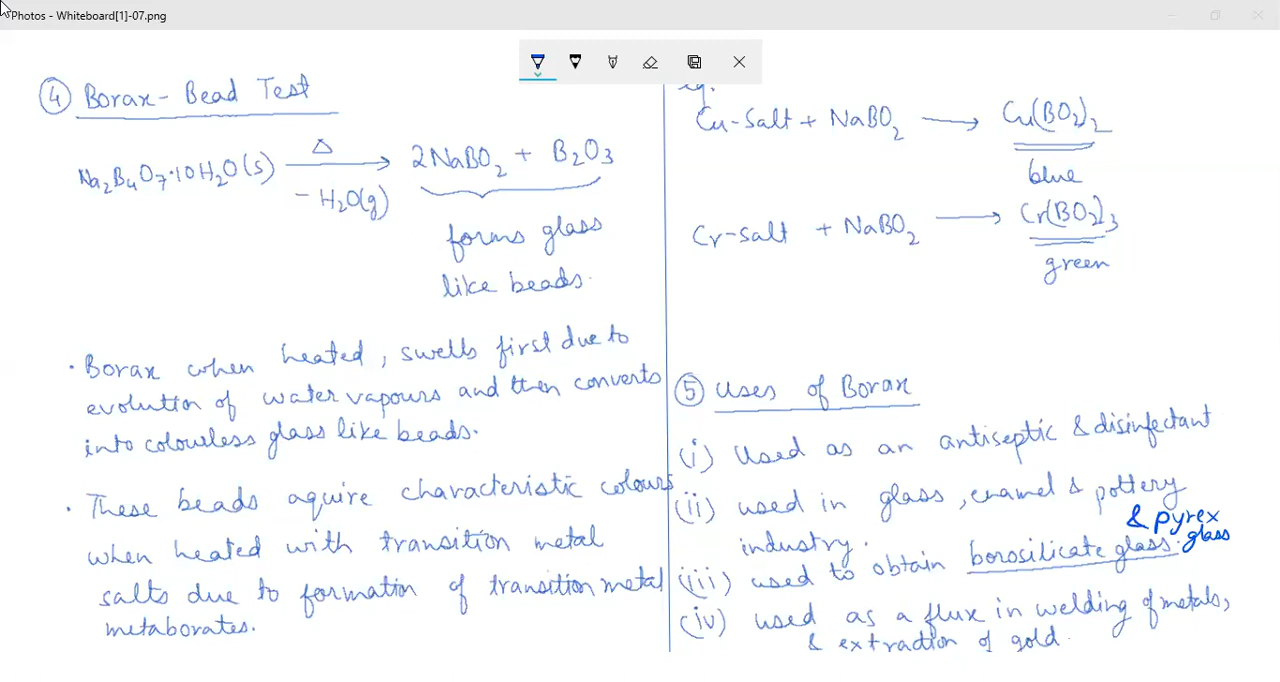 Photos - Whiteboard[1]-07.png
④ Borax-Bead Test
Na₂B₄O₇·10H₂O(s) —Δ→ 2NaBO₂ + B₂O₃
- H₂O(g)
forms glass
like beads.
· Borax when heated, swells first due to
evolution of water vapours and then converts
into colourless glass like beads.
· These beads aquire characteristic colours
when heated with transition metal
salts due to formation of transition metal
metaborates.
eg.
Cu-salt + NaBO₂ → Cu(BO₂)₂
blue
Cr-salt + NaBO₂ → Cr(BO₂)₃
green
⑤ Uses of Borax
(i) Used as an antiseptic & disinfectant
(ii) used in glass, enamel & pottery
industry.
& pyrex
glass
(iii) used to obtain borosilicate glass.
(iv) used as a flux in welding of metals,
& extraction of gold.